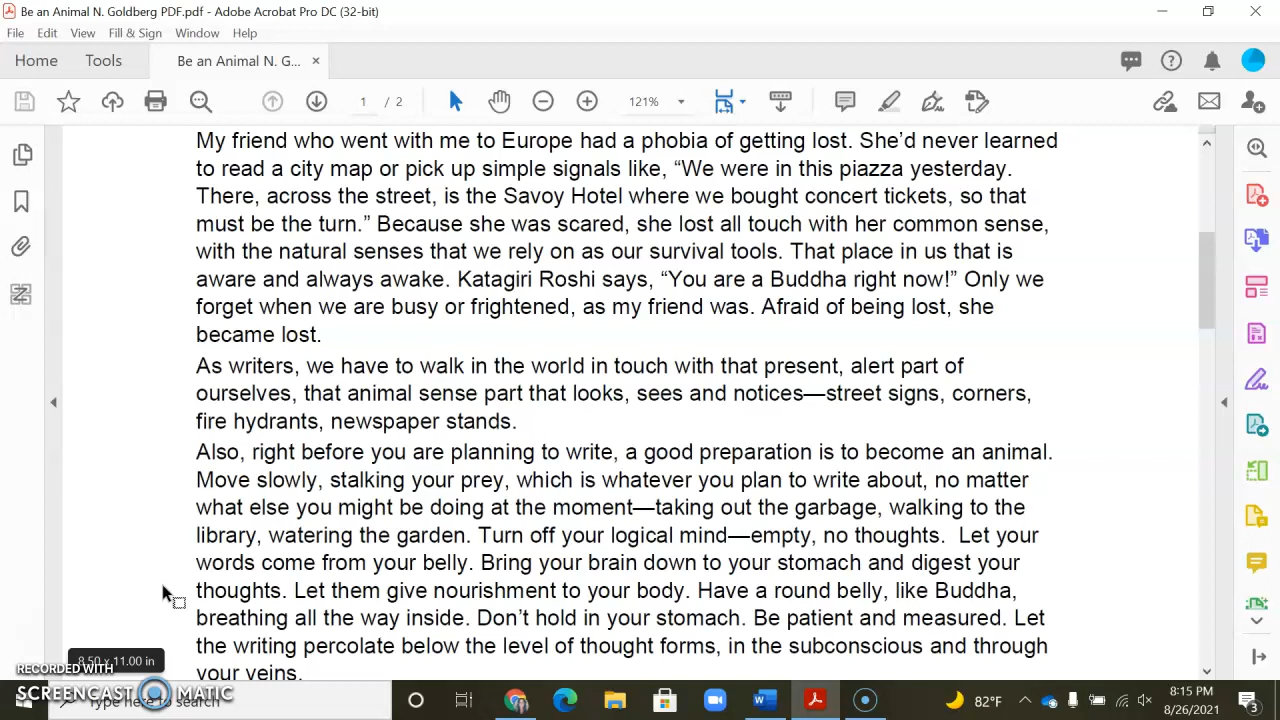 Be an Animal N. Goldberg PDF.pdf - Adobe Acrobat Pro DC (32-bit)
File Edit View Fill & Sign Window Help
Home Tools Be an Animal N. G... ×
1 / 2 121%
My friend who went with me to Europe had a phobia of getting lost. She’d never learned
to read a city map or pick up simple signals like, “We were in this piazza yesterday.
There, across the street, is the Savoy Hotel where we bought concert tickets, so that
must be the turn.” Because she was scared, she lost all touch with her common sense,
with the natural senses that we rely on as our survival tools. That place in us that is
aware and always awake. Katagiri Roshi says, “You are a Buddha right now!” Only we
forget when we are busy or frightened, as my friend was. Afraid of being lost, she
became lost.
As writers, we have to walk in the world in touch with that present, alert part of
ourselves, that animal sense part that looks, sees and notices—street signs, corners,
fire hydrants, newspaper stands.
Also, right before you are planning to write, a good preparation is to become an animal.
Move slowly, stalking your prey, which is whatever you plan to write about, no matter
what else you might be doing at the moment—taking out the garbage, walking to the
library, watering the garden. Turn off your logical mind—empty, no thoughts.  Let your
words come from your belly. Bring your brain down to your stomach and digest your
thoughts. Let them give nourishment to your body. Have a round belly, like Buddha,
breathing all the way inside. Don’t hold in your stomach. Be patient and measured. Let
the writing percolate below the level of thought forms, in the subconscious and through
your veins.
8.50 x 11.00 in
RECORDED WITH
SCREENCAST MATIC
Type here to search
82°F
8:15 PM
8/26/2021
3